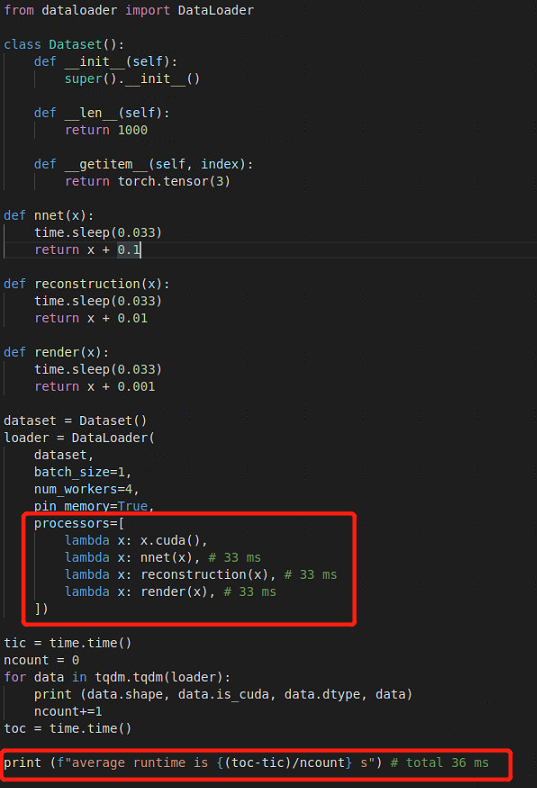 from dataloader import DataLoader
class Dataset():
    def __init__(self):
        super().__init__()
    def __len__(self):
        return 1000
    def __getitem__(self, index):
        return torch.tensor(3)
def nnet(x):
    time.sleep(0.033)
    return x + 0.1
def reconstruction(x):
    time.sleep(0.033)
    return x + 0.01
def render(x):
    time.sleep(0.033)
    return x + 0.001
dataset = Dataset()
loader = DataLoader(
    dataset,
    batch_size=1,
    num_workers=4,
    pin_memory=True,
    processors=[
        lambda x: x.cuda(),
        lambda x: nnet(x), # 33 ms
        lambda x: reconstruction(x), # 33 ms
        lambda x: render(x), # 33 ms
    ])
tic = time.time()
ncount = 0
for data in tqdm.tqdm(loader):
    print (data.shape, data.is_cuda, data.dtype, data)
    ncount+=1
toc = time.time()
print (f"average runtime is {(toc-tic)/ncount} s") # total 36 ms